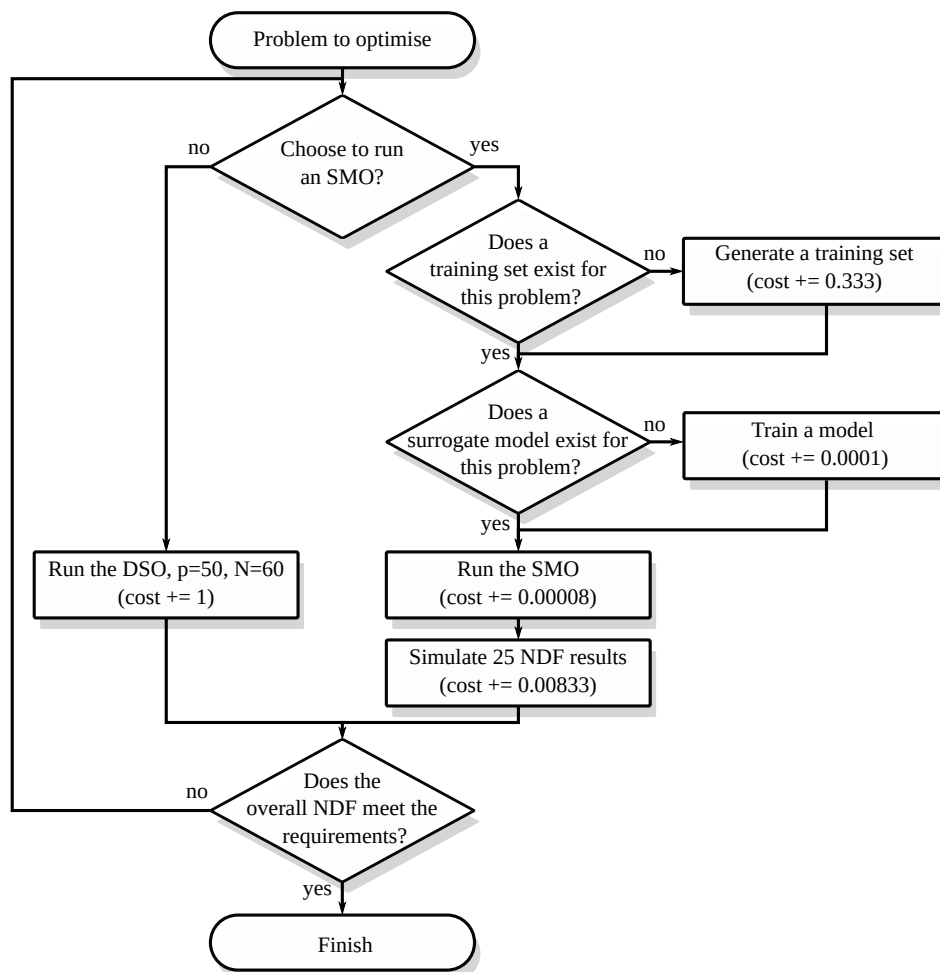 Problem to optimise
Choose to run
an SMO?
no
yes
Does a
training set exist for
this problem?
no
Generate a training set
(cost += 0.333)
yes
Does a
surrogate model exist for
this problem?
no
Train a model
(cost += 0.0001)
yes
Run the DSO, p=50, N=60
(cost += 1)
Run the SMO
(cost += 0.00008)
Simulate 25 NDF results
(cost += 0.00833)
Does the
overall NDF meet the
requirements?
no
yes
Finish